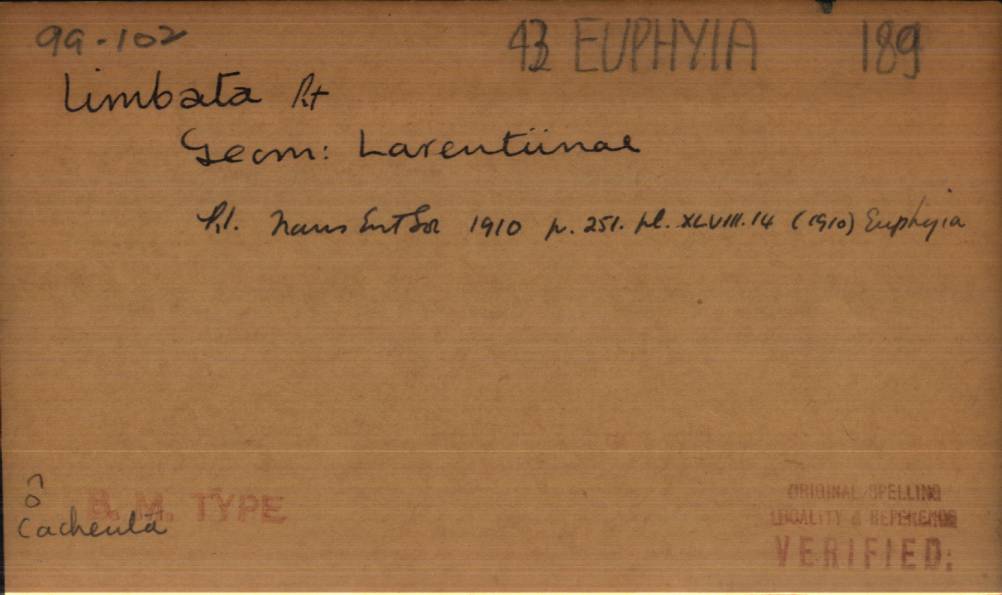 99-102 43 EUPHYIA 189
limbata Rt
Geom: Larentiinae
Trans Ent Soc 1910 p. 251. pl. XLVIII. 14 (1910) Euphyia
♂ B. M. TYPE
Cacheuta
ORIGINAL SPELLING
LOCALITY & REFERENCE
VERIFIED: